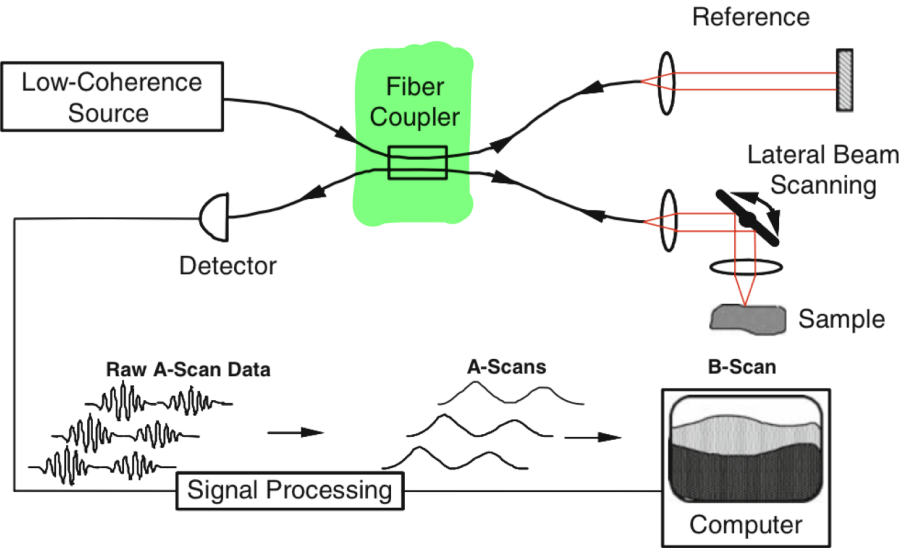 Reference
Low-Coherence
Source
Fiber
Coupler
Lateral Beam
Scanning
Detector
Sample
Raw A-Scan Data
A-Scans
B-Scan
Signal Processing
Computer